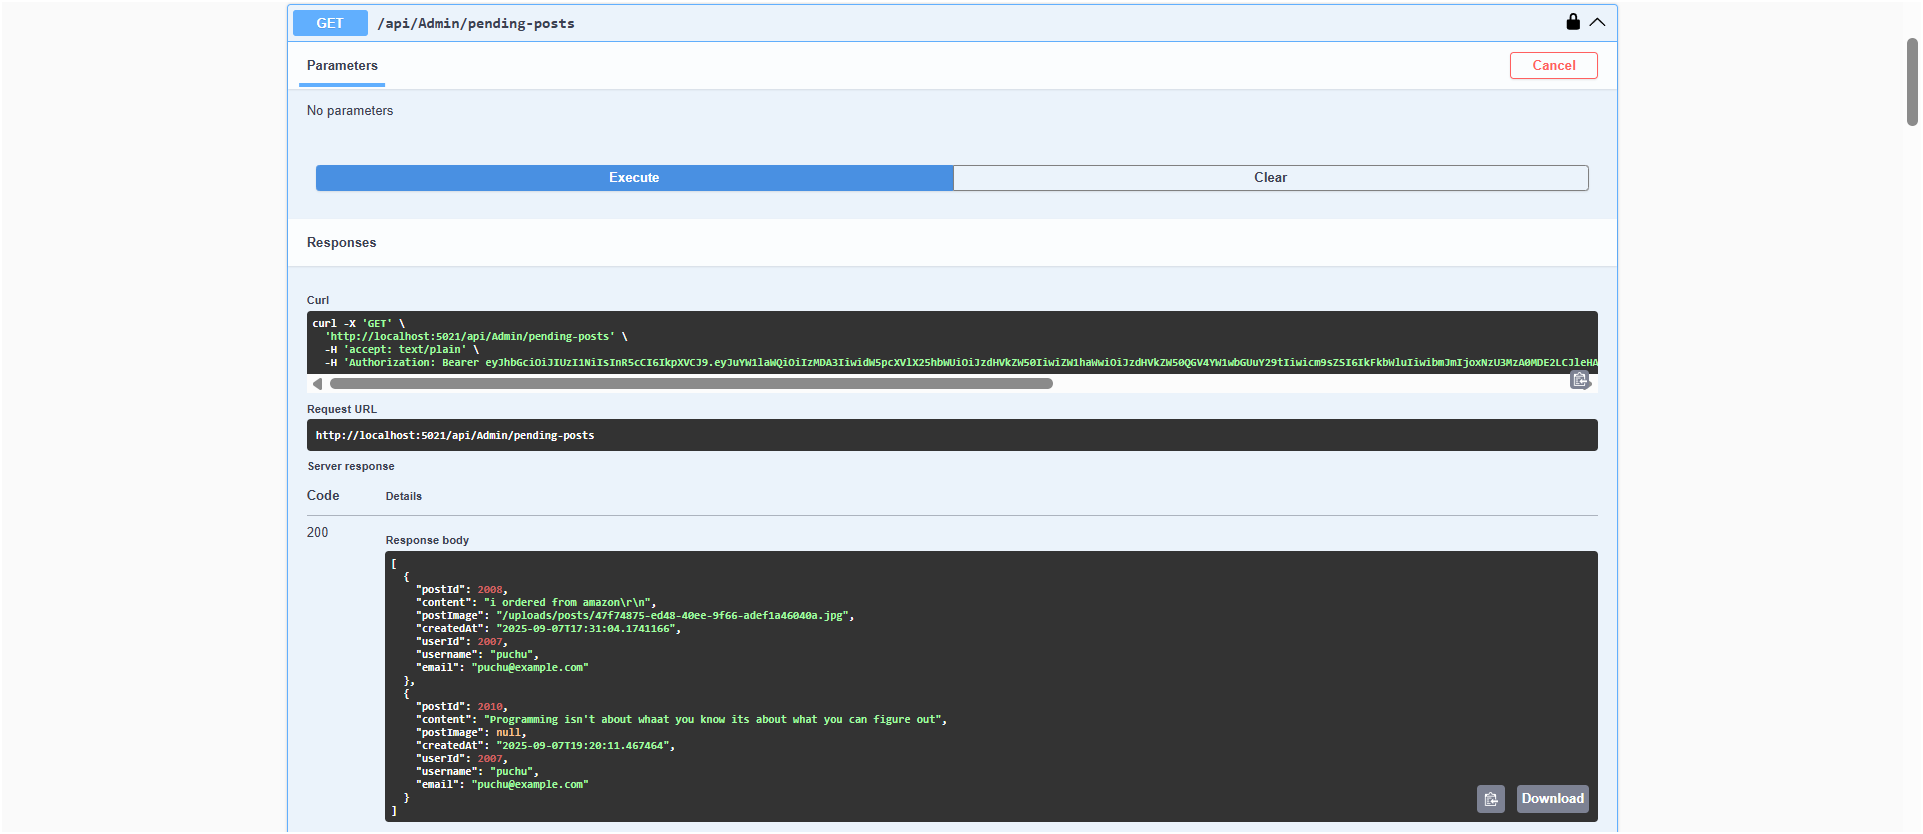 GET /api/Admin/pending-posts
Parameters
Cancel
No parameters
Execute
Clear
Responses
Curl
curl -X 'GET' \
'http://localhost:5021/api/Admin/pending-posts' \
-H 'accept: text/plain' \
-H 'Authorization: Bearer eyJhbGciOiJIUzI1NiIsInR5cCI6IkpXVCJ9.eyJuYW1laWQiOiIzMDA3IiwidW5pcXVlX25hbWUiOiJzdHVkZW50IiwiZW1haWwiOiJzdHVkZW50QGV4YW1wbGUuY29tIiwicm9sZSI6IkFkbWluIiwibmJmIjoxNzU3MzA0MDE2LCJleHA
Request URL
http://localhost:5021/api/Admin/pending-posts
Server response
Code
Details
200
Response body
[
{
"postId": 2008,
"content": "i ordered from amazon\r\n",
"postImage": "/uploads/posts/47f74875-ed48-40ee-9f66-adef1a46040a.jpg",
"createdAt": "2025-09-07T17:31:04.1741166",
"userId": 2007,
"username": "puchu",
"email": "puchu@example.com"
},
{
"postId": 2010,
"content": "Programming isn't about whaat you know its about what you can figure out",
"postImage": null,
"createdAt": "2025-09-07T19:20:11.467464",
"userId": 2007,
"username": "puchu",
"email": "puchu@example.com"
}
]
Download